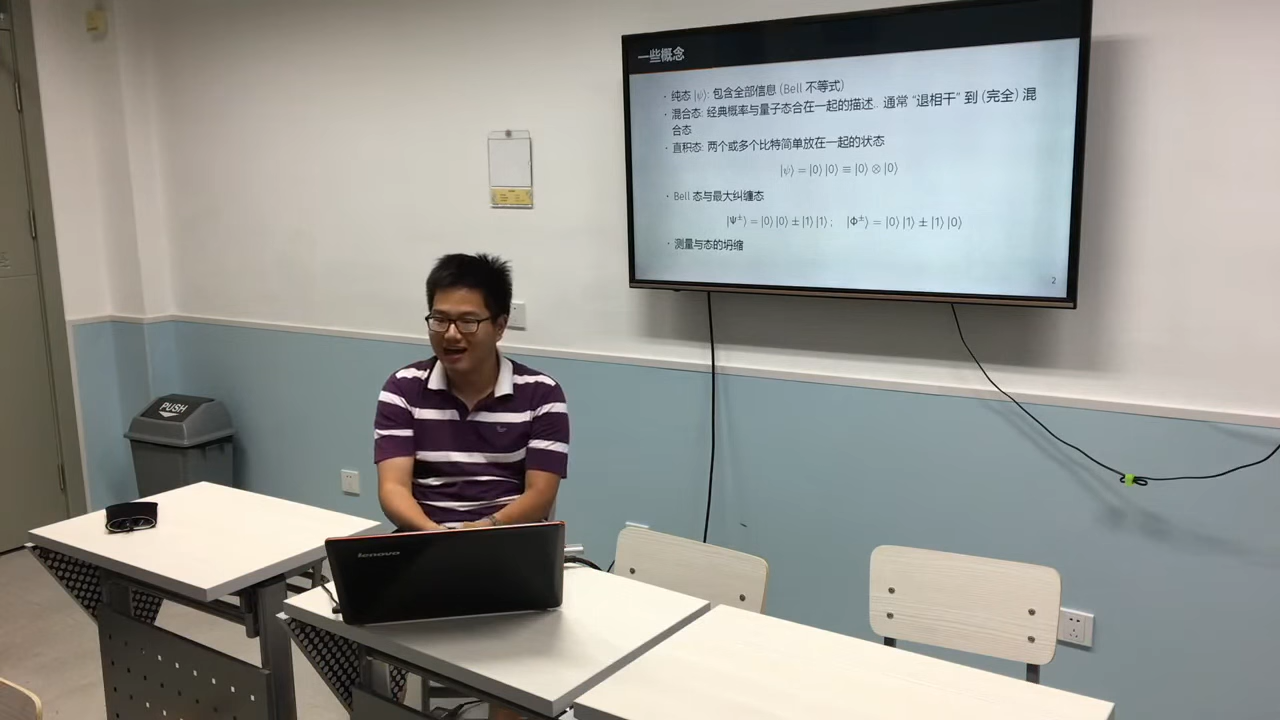 一些概念
· 纯态 |ψ⟩: 包含全部信息 (Bell 不等式)
· 混合态: 经典概率与量子态合在一起的描述.. 通常 “退相干” 到 (完全) 混
合态
· 直积态: 两个或多个比特简单放在一起的状态
|ψ⟩ = |0⟩ |0⟩ ≡ |0⟩ ⊗ |0⟩
· Bell 态与最大纠缠态
|Ψ±⟩ = |0⟩ |0⟩ ± |1⟩ |1⟩ ; |Φ±⟩ = |0⟩ |1⟩ ± |1⟩ |0⟩
· 测量与态的坍缩
2
PUSH
lenovo